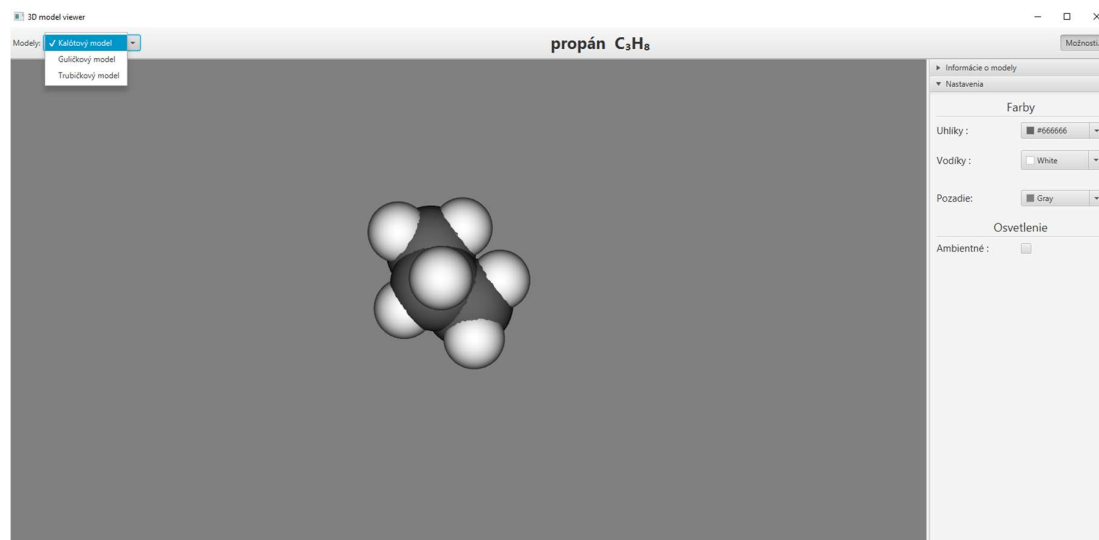 3D model viewer
Modely: Kalôtový model
Guličkový model
Trubičkový model
propán C₃H₈
Možnosti
Informácie o modely
Nastavenia
Farby
Uhlíky : #666666
Vodíky : White
Pozadie: Gray
Osvetlenie
Ambientné :